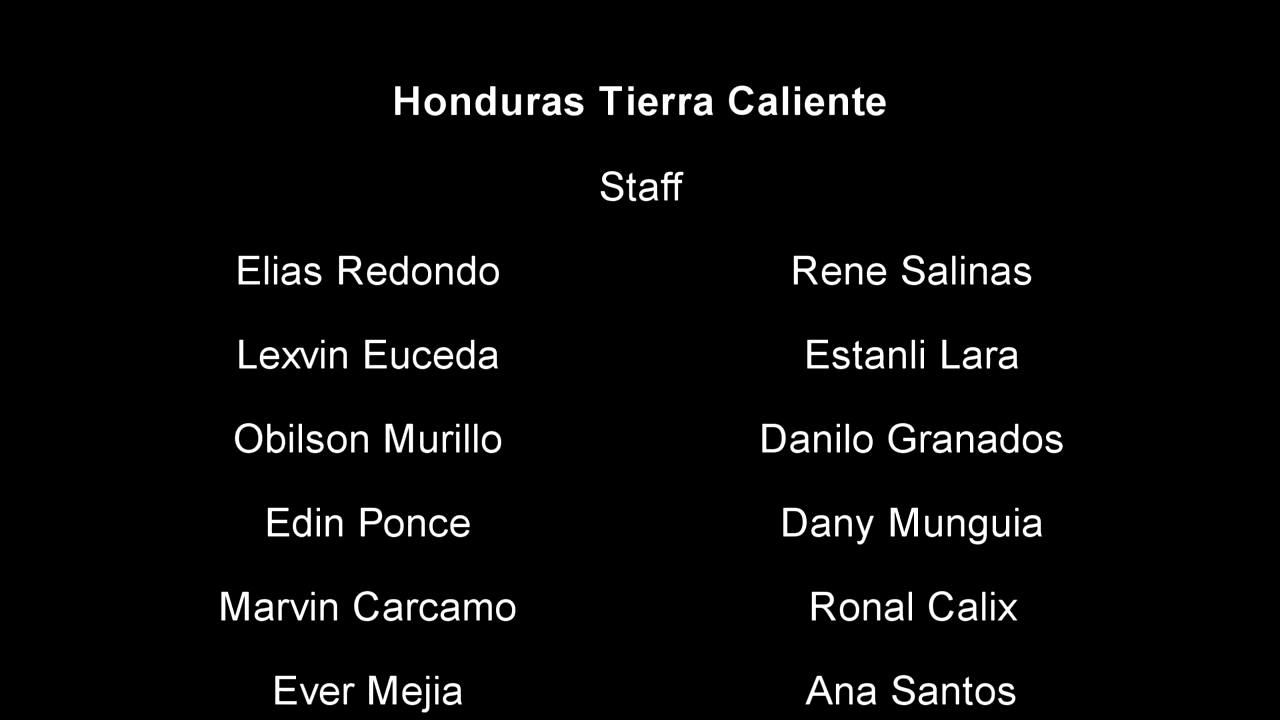 Honduras Tierra Caliente
Staff
Elias Redondo Rene Salinas
Lexvin Euceda Estanli Lara
Obilson Murillo Danilo Granados
Edin Ponce Dany Munguia
Marvin Carcamo Ronal Calix
Ever Mejia Ana Santos